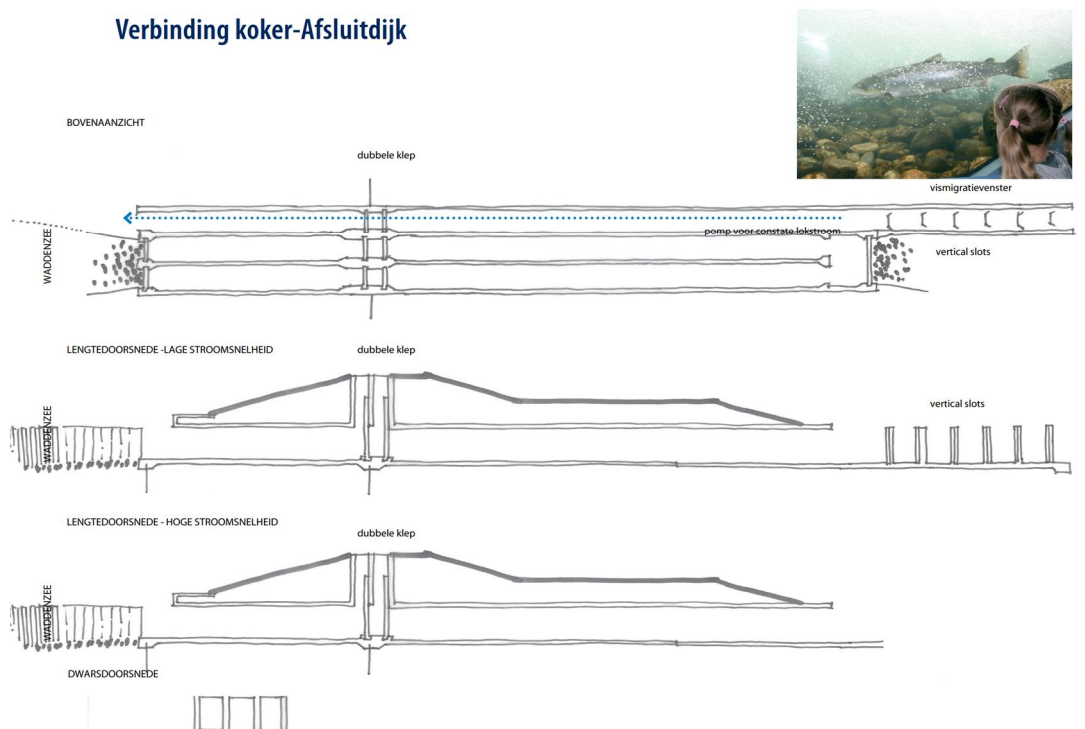 Verbinding koker-Afsluitdijk
BOVENAANZICHT
dubbele klep
vismigratievenster
pomp voor constate lokstroom
vertical slots
WADDENZEE
LENGTEDOORSNEDE -LAGE STROOMSNELHEID
dubbele klep
vertical slots
WADDENZEE
LENGTEDOORSNEDE - HOGE STROOMSNELHEID
dubbele klep
WADDENZEE
DWARSDOORSNEDE